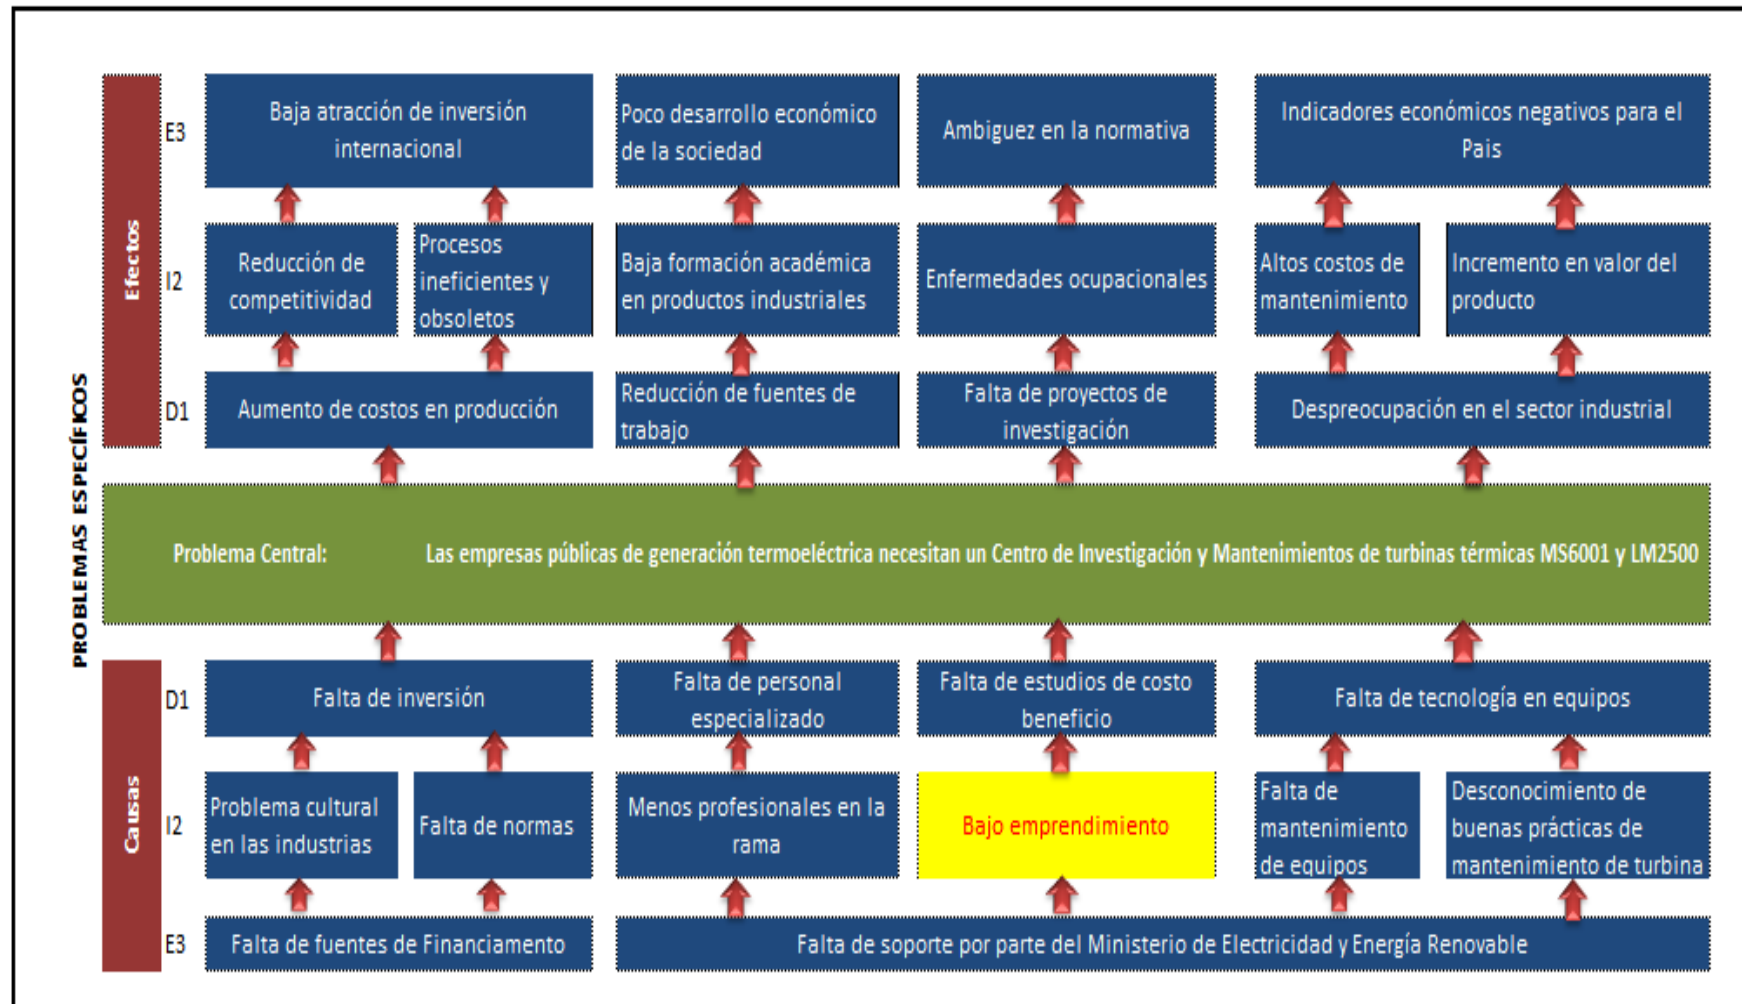 PROBLEMAS ESPECÍFICOS
Efectos
E3
Baja atracción de inversión
internacional
Poco desarrollo económico
de la sociedad
Ambiguez en la normativa
Indicadores económicos negativos para el
Pais
I2
Reducción de
competitividad
Procesos
ineficientes y
obsoletos
Baja formación académica
en productos industriales
Enfermedades ocupacionales
Altos costos de
mantenimiento
Incremento en valor del
producto
D1
Aumento de costos en producción
Reducción de fuentes de
trabajo
Falta de proyectos de
investigación
Despreocupación en el sector industrial
Problema Central: Las empresas públicas de generación termoeléctrica necesitan un Centro de Investigación y Mantenimientos de turbinas térmicas MS6001 y LM2500
Causas
D1
Falta de inversión
Falta de personal
especializado
Falta de estudios de costo
beneficio
Falta de tecnología en equipos
I2
Problema cultural
en las industrias
Falta de normas
Menos profesionales en la
rama
Bajo emprendimiento
Falta de
mantenimiento
de equipos
Desconocimiento de
buenas prácticas de
mantenimiento de turbina
E3
Falta de fuentes de Financiamento
Falta de soporte por parte del Ministerio de Electricidad y Energía Renovable